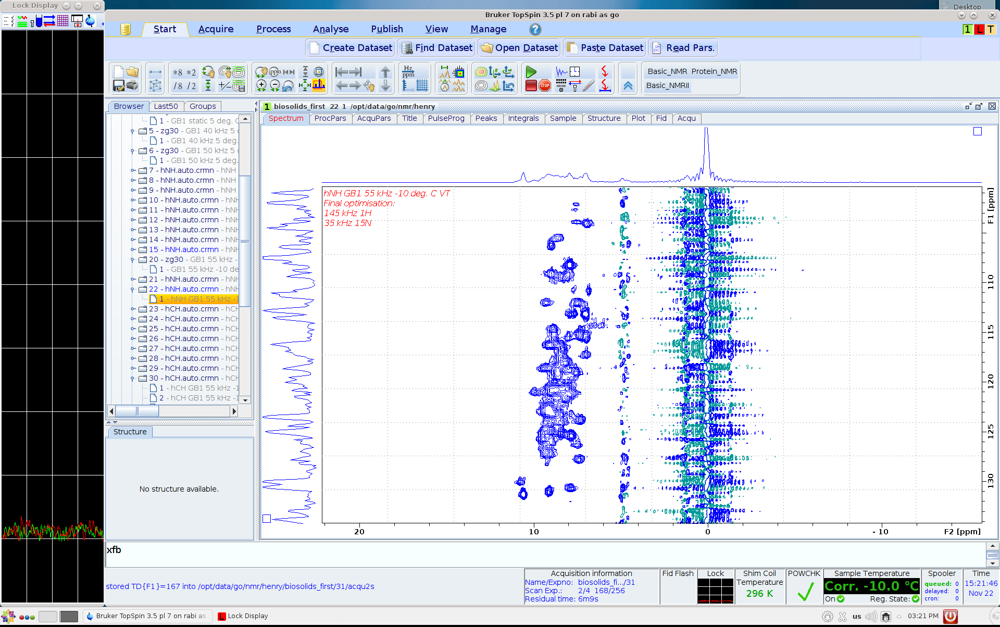 Lock Display
Desktop
Bruker TopSpin 3.5 pl 7 on rabi as go
Start Acquire Process Analyse Publish View Manage ?
1 L T
Create Dataset Find Dataset Open Dataset Paste Dataset Read Pars.
*8 *2
/8 /2
ppm
Hz
ppm
STOP
Basic_NMR Protein_NMR
Basic_NMRII
Browser Last50 Groups
1 - GB1 static 5 deg. C
5 - zg30 - GB1 40 kHz 5
1 - GB1 40 kHz 5 deg.
6 - zg30 - GB1 50 kHz 5
1 - GB1 50 kHz 5 deg.
7 - hNH.auto.crmn - hNH
8 - hNH.auto.crmn - hNH
9 - hNH.auto.crmn - hNH
10 - hNH.auto.crmn - hNH
11 - hNH.auto.crmn - hNH
12 - hNH.auto.crmn - hNH
13 - hNH.auto.crmn - hNH
14 - hNH.auto.crmn - hNH
15 - hNH.auto.crmn - hNH
20 - zg30 - GB1 55 kHz -
1 - GB1 55 kHz -10 de
21 - hNH.auto.crmn - hNH
22 - hNH.auto.crmn - hNH
1 - hNH GB1 55 kHz -1
23 - hCH.auto.crmn - hCH
24 - hCH.auto.crmn - hCH
25 - hCH.auto.crmn - hCH
26 - hCH.auto.crmn - hCH
27 - hCH.auto.crmn - hCH
28 - hCH.auto.crmn - hCH
29 - hCH.auto.crmn - hCH
30 - hCH.auto.crmn - hCH
1 - hCH GB1 55 kHz -1
2 - hCH GB1 55 kHz -1
Structure
No structure available.
1 biosolids_first 22 1 /opt/data/go/nmr/henry
Spectrum ProcPars AcquPars Title PulseProg Peaks Integrals Sample Structure Plot Fid Acqu
hNH GB1 55 kHz -10 deg. C VT
Final optimisation:
145 kHz 1H
35 kHz 15N
F1 [ppm]
110
115
120
125
130
20 10 0 - 10 F2 [ppm]
xfb
stored TD{F1}=167 into /opt/data/go/nmr/henry/biosolids_first/31/acqu2s
Acquisition information
Name/Expno: biosolids_fi.../31
Scan Exp.: 2/4 168/256
Residual time: 6m9s
Fid Flash
Lock
Shim Coil
Temperature
296 K
POWCHK
Sample Temperature
Corr. -10.0 °C
On Reg. State:
Spooler
queued: 0
delayed: 0
cron: 0
Time
15:21:46
Nov 22
Bruker TopSpin 3.5 pl 7 on rabi as
L Lock Display
us
03:21 PM